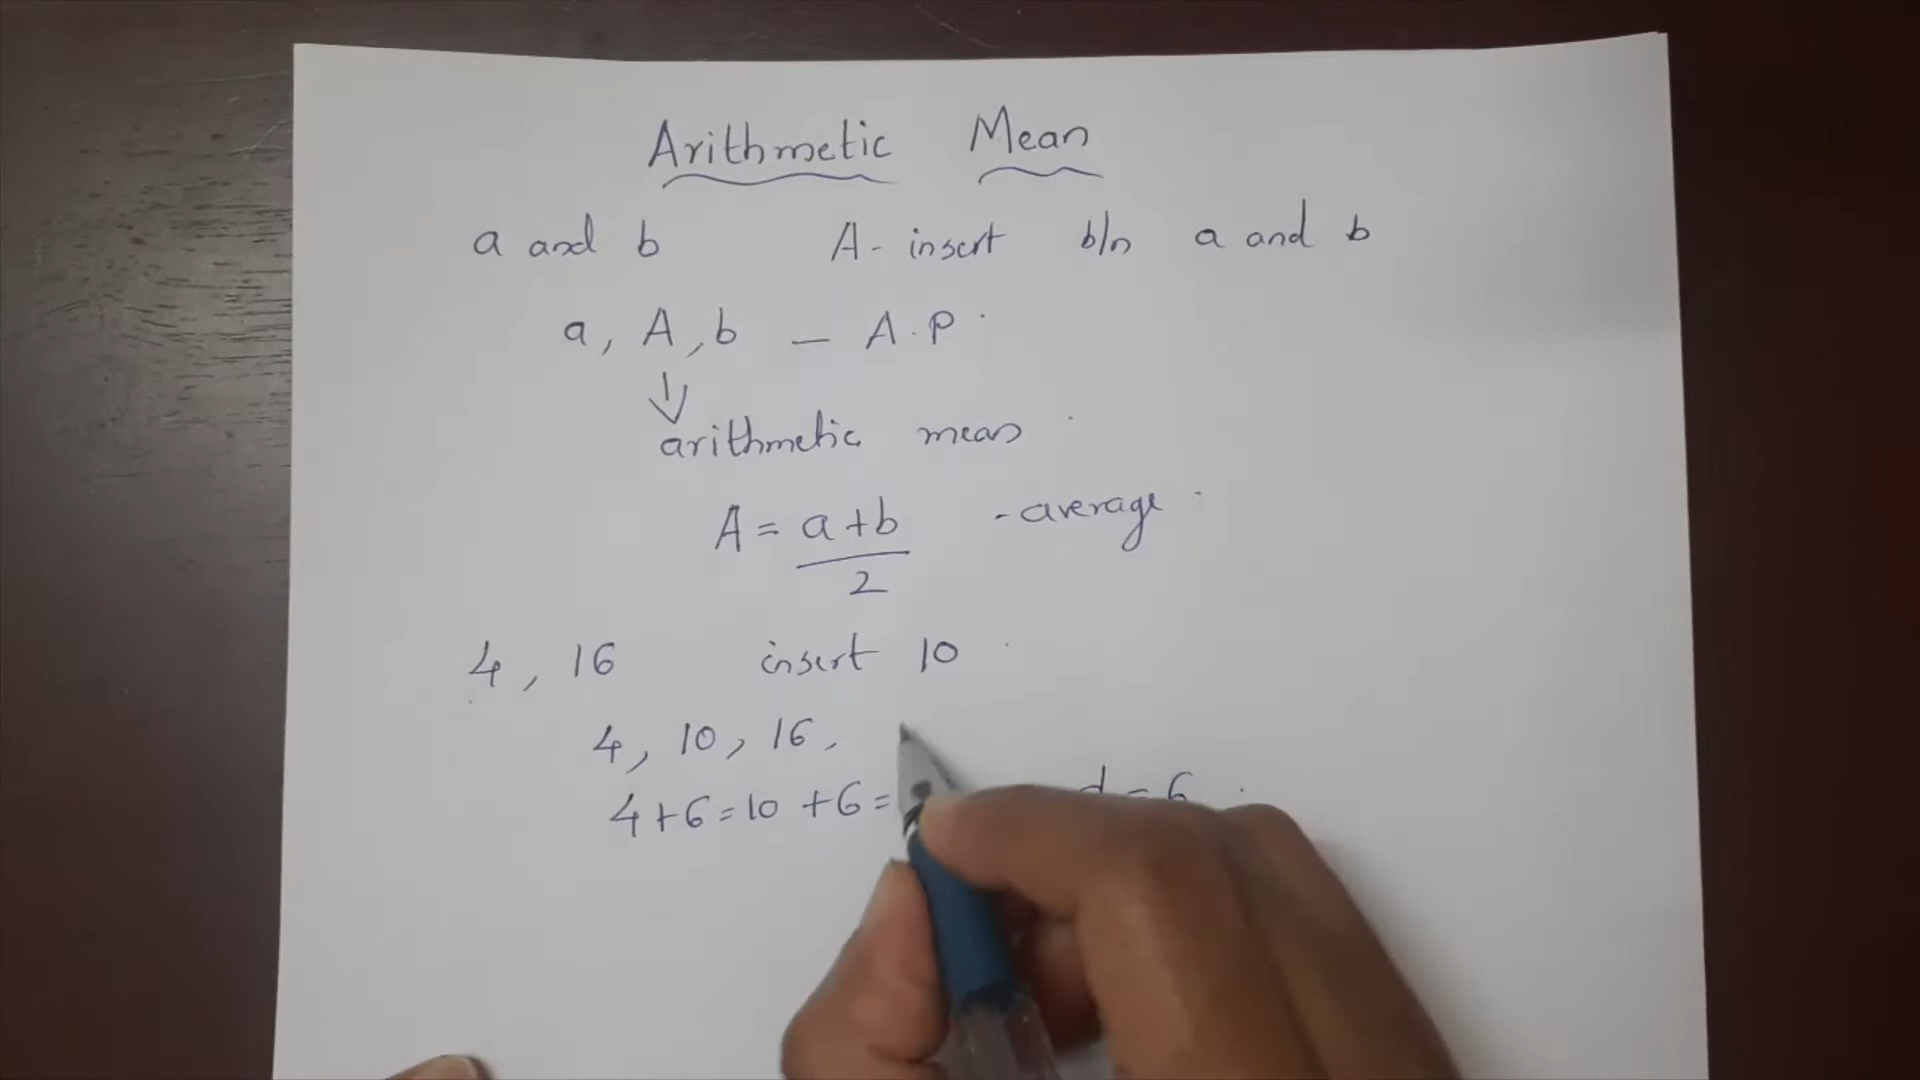 Arithmetic Mean
a and b A- insert b/n a and b
a, A, b — A.P.
↓
arithmetic mean.
A = a+b/2 - average.
4, 16 insert 10.
4, 10, 16,
4+6=10 +6= d = 6.